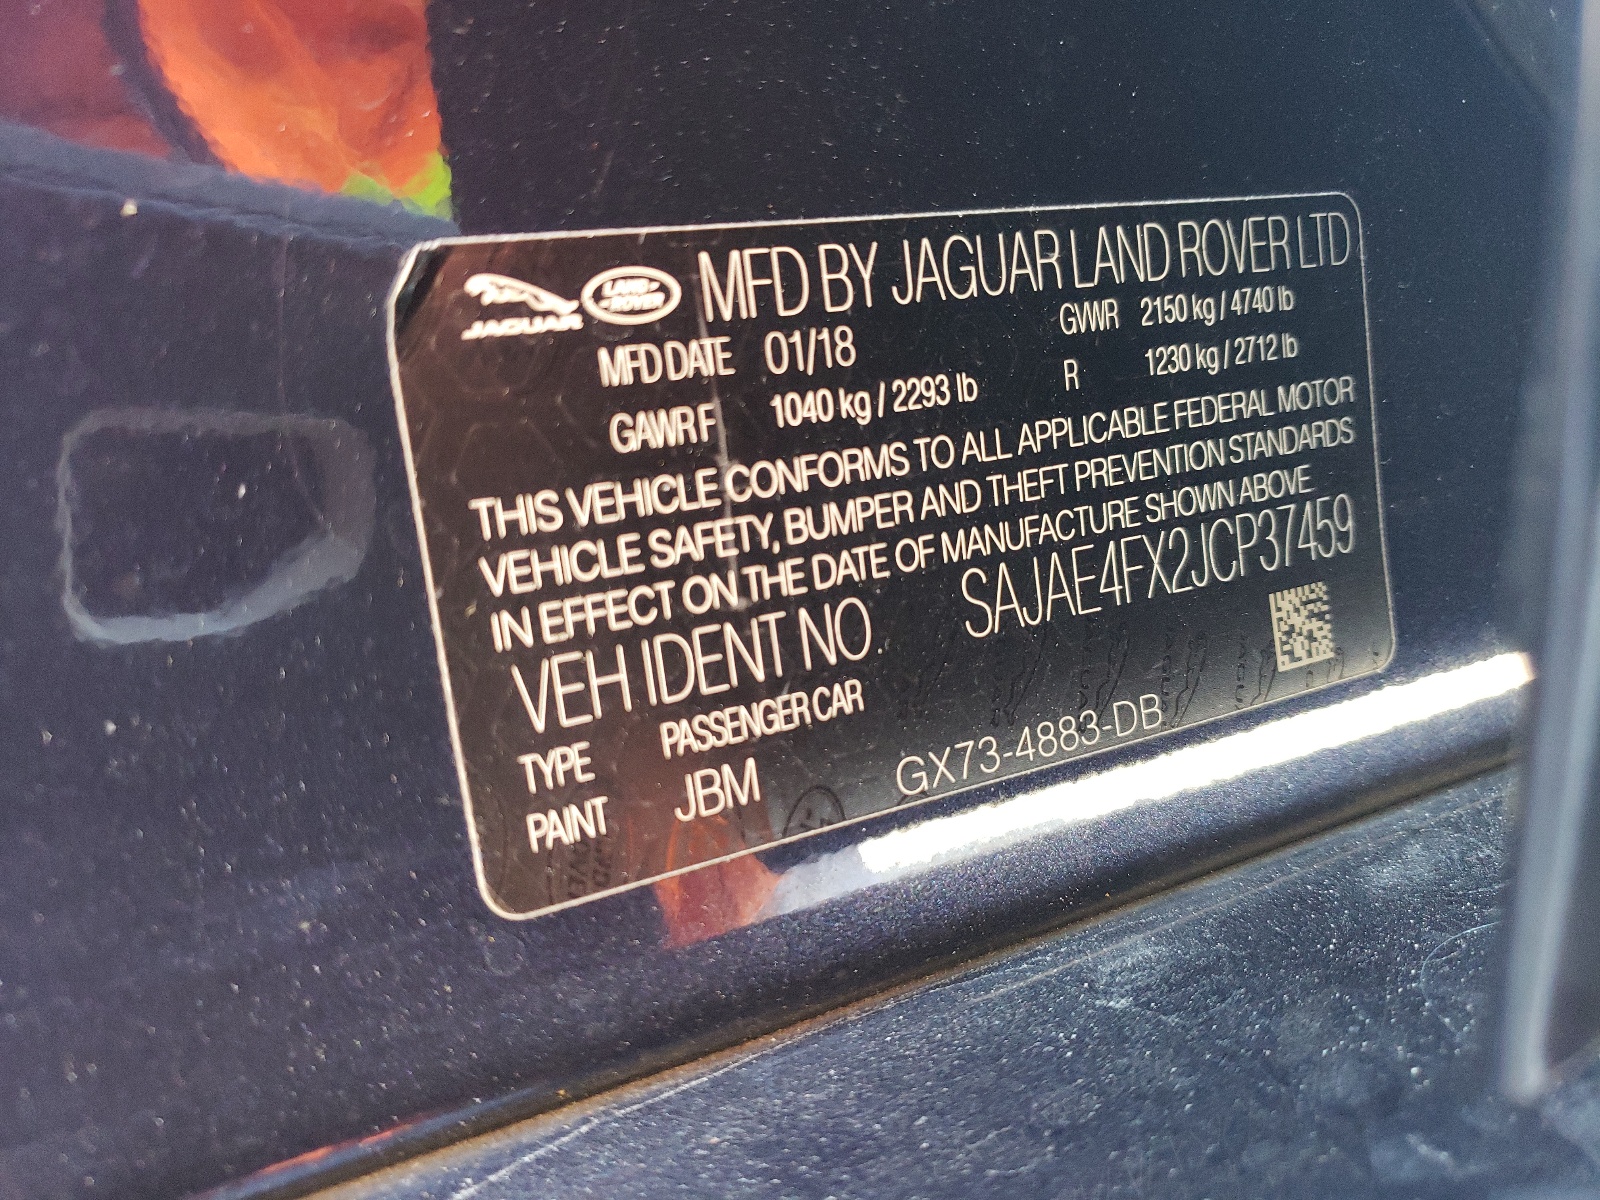 JAGUAR LAND ROVER MFD BY JAGUAR LAND ROVER LTD
MFD DATE 01/18 GVWR 2150 kg / 4740 lb
GAWR F 1040 kg / 2293 lb R 1230 kg / 2712 lb
THIS VEHICLE CONFORMS TO ALL APPLICABLE FEDERAL MOTOR
VEHICLE SAFETY, BUMPER AND THEFT PREVENTION STANDARDS
IN EFFECT ON THE DATE OF MANUFACTURE SHOWN ABOVE
VEH IDENT NO. SAJAE4FX2JCP37459
TYPE PASSENGER CAR
PAINT JBM GX73-4883-DB